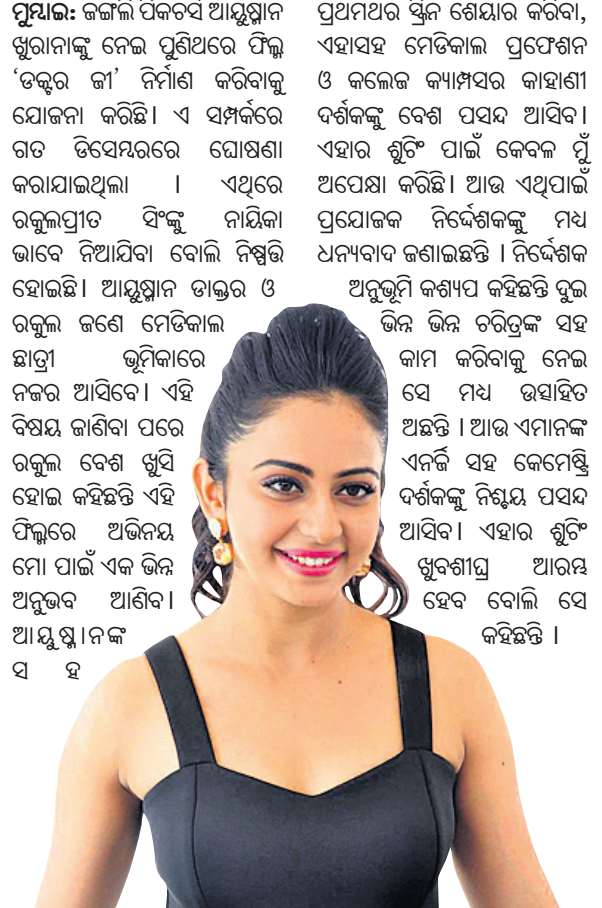 ମୁମ୍ବାଇ: ଜଙ୍ଗଲି ପିକଚର୍ସ ଆୟୁଷ୍ମାନ
ଖୁରାନାଙ୍କୁ ନେଇ ପୁଣିଥରେ ଫିଲ୍ମ
‘ଡକ୍ଟର ଜୀ’ ନିର୍ମାଣ କରିବାକୁ
ଯୋଜନା କରିଛି। ଏ ସମ୍ପର୍କରେ
ଗତ ଡିସେମ୍ବରରେ ଘୋଷଣା
କରାଯାଇଥିଲା । ଏଥିରେ
ରକୁଲପ୍ରୀତ ସିଂଙ୍କୁ ନାୟିକା
ଭାବେ ନିଆଯିବା ବୋଲି ନିଷ୍ପତ୍ତି
ହୋଇଛି। ଆୟୁଷ୍ମାନ ଡାକ୍ତର ଓ
ରକୁଲ ଜଣେ ମେଡିକାଲ
ଛାତ୍ରୀ ଭୂମିକାରେ
ନଜର ଆସିବେ। ଏହି
ବିଷୟ ଜାଣିବା ପରେ
ରକୁଲ ବେଶ ଖୁସି
ହୋଇ କହିଛନ୍ତି ଏହି
ଫିଲ୍ମରେ ଅଭିନୟ
ମୋ ପାଇଁ ଏକ ଭିନ୍ନ
ଅନୁଭବ ଆଣିବ।
ଆୟୁଷ୍ମାନଙ୍କ
ସହ
ପ୍ରଥମଥର ସ୍କ୍ରିନ ଶେୟାର କରିବା,
ଏହାସହ ମେଡିକାଲ ପ୍ରଫେଶନ
ଓ କଲେଜ କ୍ୟାମ୍ପସର କାହାଣୀ
ଦର୍ଶକଙ୍କୁ ବେଶ ପସନ୍ଦ ଆସିବ।
ଏହାର ଶୁଟିଂ ପାଇଁ କେବଳ ମୁଁ
ଅପେକ୍ଷା କରିଛି। ଆଉ ଏଥିପାଇଁ
ପ୍ରଯୋଜକ ନିର୍ଦ୍ଦେଶକଙ୍କୁ ମଧ୍ୟ
ଧନ୍ୟବାଦ ଜଣାଇଛନ୍ତି । ନିର୍ଦ୍ଦେଶକ
ଅନୁଭୂମି କଶ୍ୟପ କହିଛନ୍ତି ଦୁଇ
ଭିନ୍ନ ଭିନ୍ନ ଚରିତ୍ରଙ୍କ ସହ
କାମ କରିବାକୁ ନେଇ
ସେ ମଧ୍ୟ ଉତ୍ସାହିତ
ଅଛନ୍ତି । ଆଉ ଏମାନଙ୍କ
ଏନର୍ଜି ସହ କେମେଷ୍ଟ୍ରି
ଦର୍ଶକଙ୍କୁ ନିଶ୍ଚୟ ପସନ୍ଦ
ଆସିବ। ଏହାର ଶୁଟିଂ
ଖୁବଶୀଘ୍ର ଆରମ୍ଭ
ହେବ ବୋଲି ସେ
କହିଛନ୍ତି ।